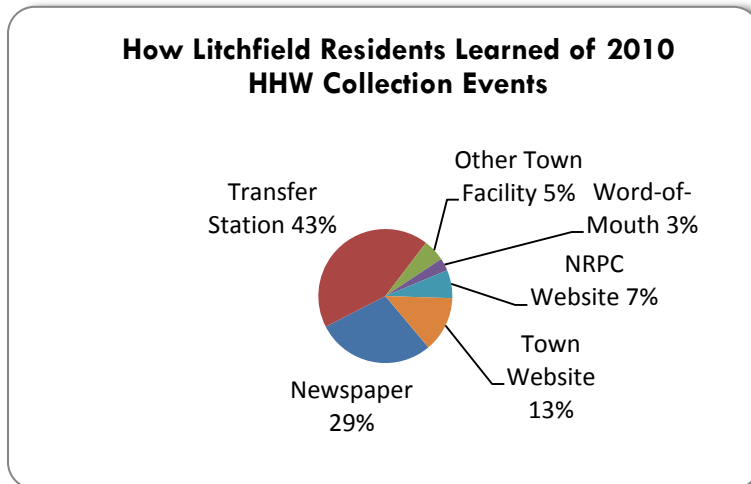 How Litchfield Residents Learned of 2010
HHW Collection Events
Other Town
Facility 5%
Word-of-
Mouth 3%
Transfer
Station 43%
NRPC
Website 7%
Town
Website
13%
Newspaper
29%